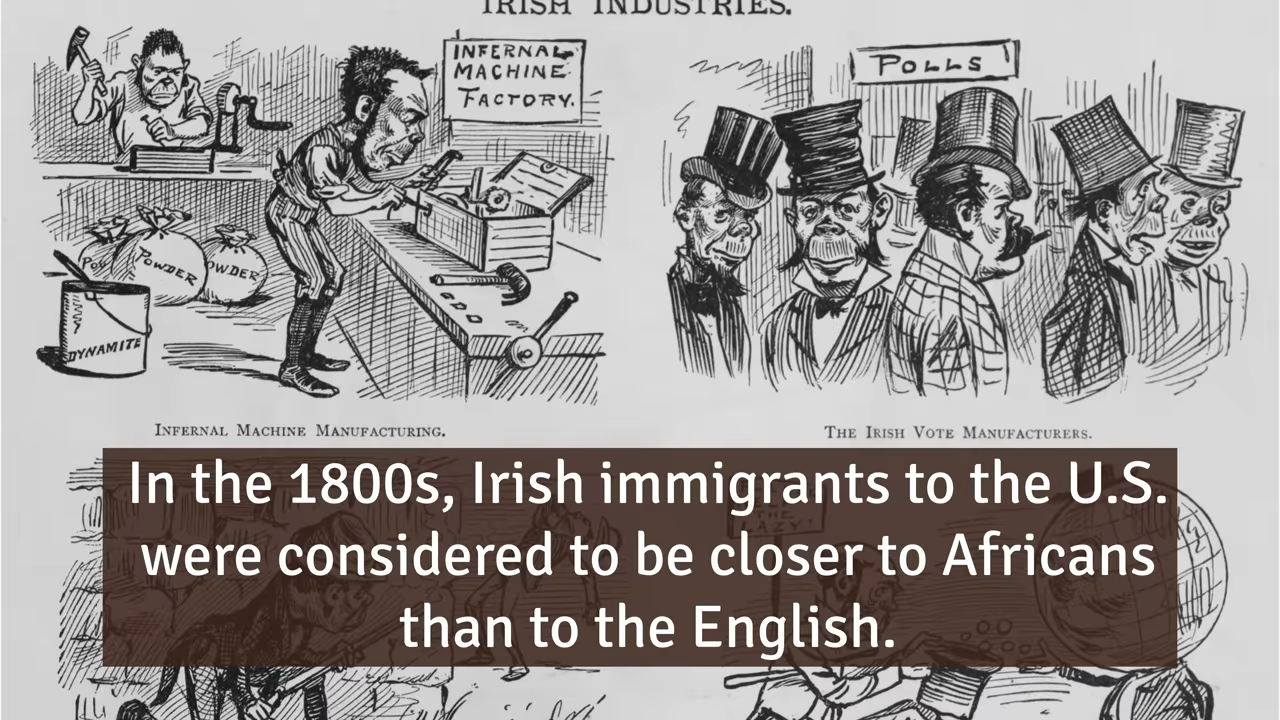 IRISH INDUSTRIES.
INFERNAL
MACHINE
FACTORY.
POLLS
POWDER
DYNAMITE
INFERNAL MACHINE MANUFACTURING.
THE IRISH VOTE MANUFACTURERS.
In the 1800s, Irish immigrants to the U.S.
were considered to be closer to Africans
than to the English.